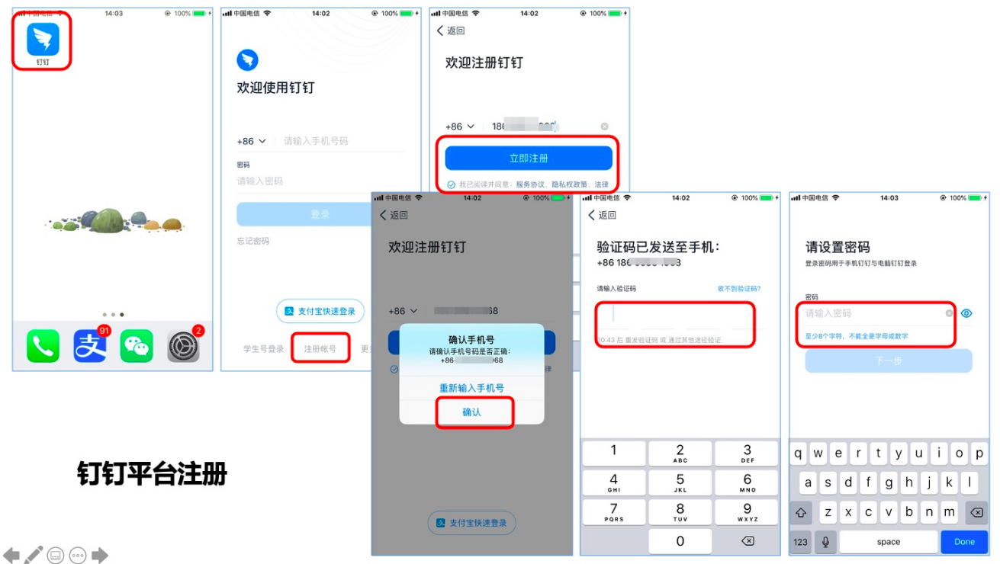 中国电信 14:03 100%
钉钉
91
2
中国电信 14:02 100%
欢迎使用钉钉
+86 请输入手机号码
密码
请输入密码
登录
忘记密码
支付宝快速登录
学生号登录 注册帐号
中国电信 14:02 100%
返回
欢迎注册钉钉
+86
立即注册
我已阅读并同意：服务协议、隐私权政策、法律
中国电信 14:02 100%
返回
欢迎注册钉钉
+86 68
确认手机号
请确认手机号码是否正确：
+86- 68
重新输入手机号
确认
律
支付宝快速登录
中国电信 14:02 100%
返回
验证码已发送至手机：
+86 186
请输入验证码 收不到验证码?
00:43 后 重发验证码 或 通过其他途径验证
1 2 3
ABC DEF
4 5 6
GHI JKL MNO
7 8 9
PQRS TUV WXYZ
0
中国电信 14:03 100%
请设置密码
登录密码用于手机钉钉与电脑钉钉登录
密码
请输入密码
至少8个字符，不能全是字母或数字
下一步
q w e r t y u i o p
a s d f g h j k l
z x c v b n m
123 space Done
钉钉平台注册